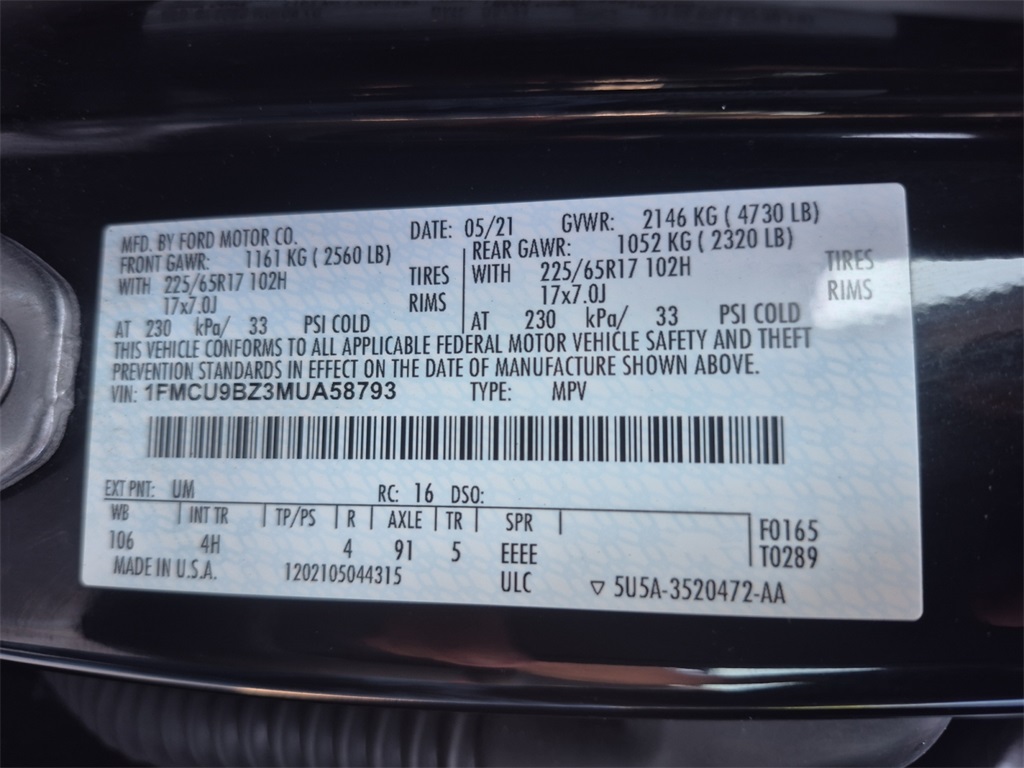 MFD. BY FORD MOTOR CO. DATE: 05/21 GVWR: 2146 KG ( 4730 LB)
FRONT GAWR: 1161 KG ( 2560 LB) REAR GAWR: 1052 KG ( 2320 LB)
WITH 225/65R17 102H TIRES WITH 225/65R17 102H TIRES
17x7.0J RIMS 17x7.0J RIMS
AT 230 kPa/ 33 PSI COLD AT 230 kPa/ 33 PSI COLD
THIS VEHICLE CONFORMS TO ALL APPLICABLE FEDERAL MOTOR VEHICLE SAFETY AND THEFT
PREVENTION STANDARDS IN EFFECT ON THE DATE OF MANUFACTURE SHOWN ABOVE.
VIN: 1FMCU9BZ3MUA58793 TYPE: MPV
EXT PNT: UM RC: 16 DSO:
WB INT TR TP/PS R AXLE TR SPR F0165
106 4H 4 91 5 EEEE T0289
MADE IN U.S.A. 1202105044315 ULC ▽ 5U5A-3520472-AA